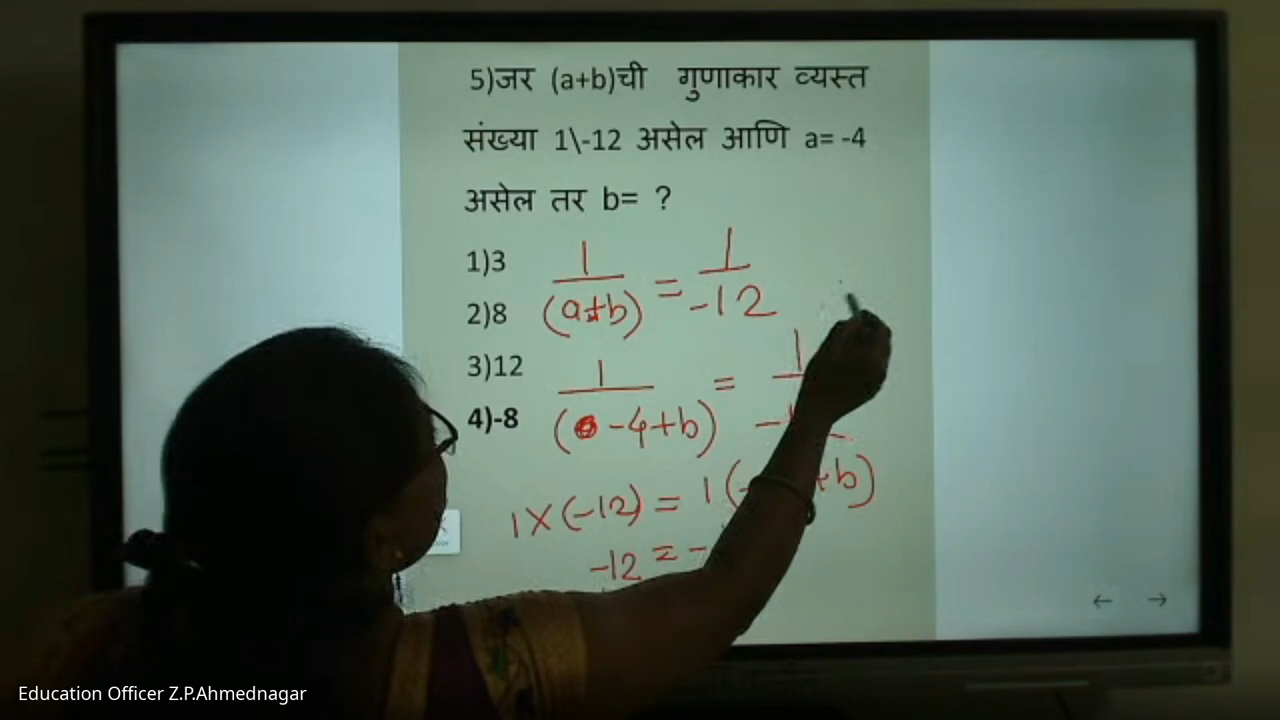 5)जर (a+b)ची गुणाकार व्यस्त
संख्या 1\-12 असेल आणि a= -4
असेल तर b= ?
1)3
2)8
3)12
4)-8
1/(a+b) = 1/-12
1/(-4+b) = 1
1X(-12) = 1( +b)
-12 = -
Education Officer Z.P.Ahmednagar